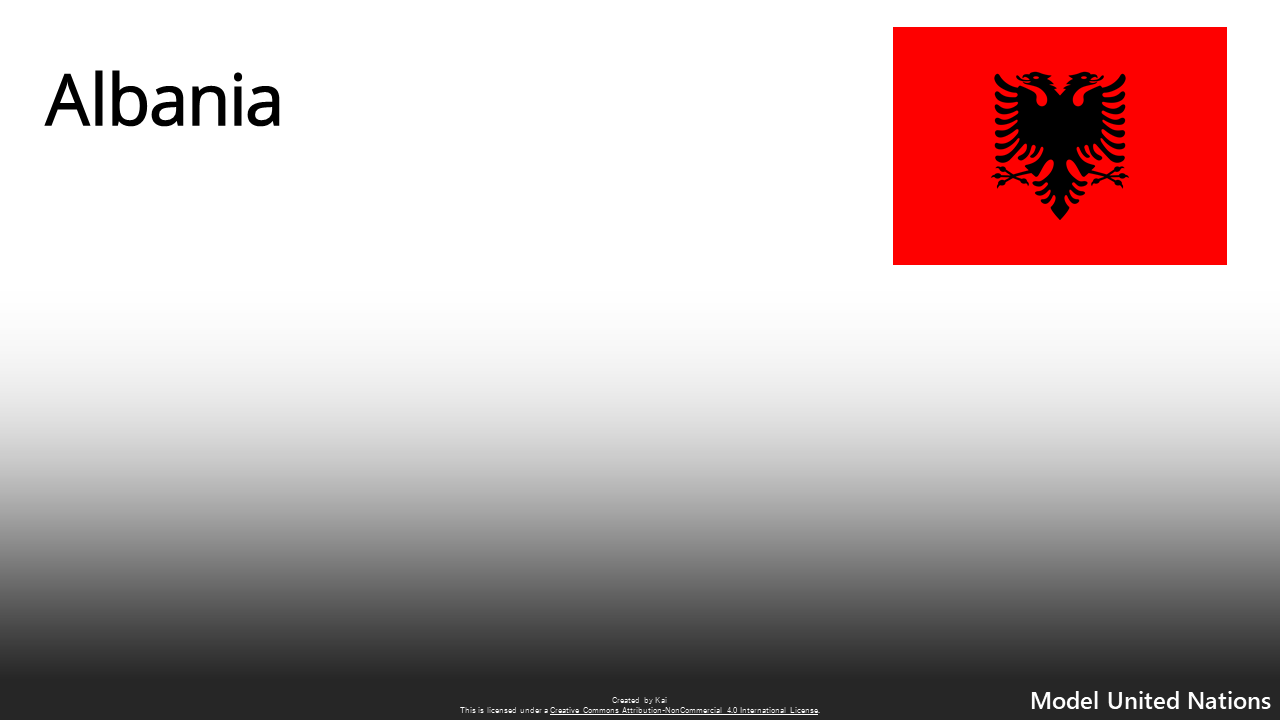 Albania
Created by Kai
This is licensed under a Creative Commons Attribution-NonCommercial 4.0 International License.
Model United Nations